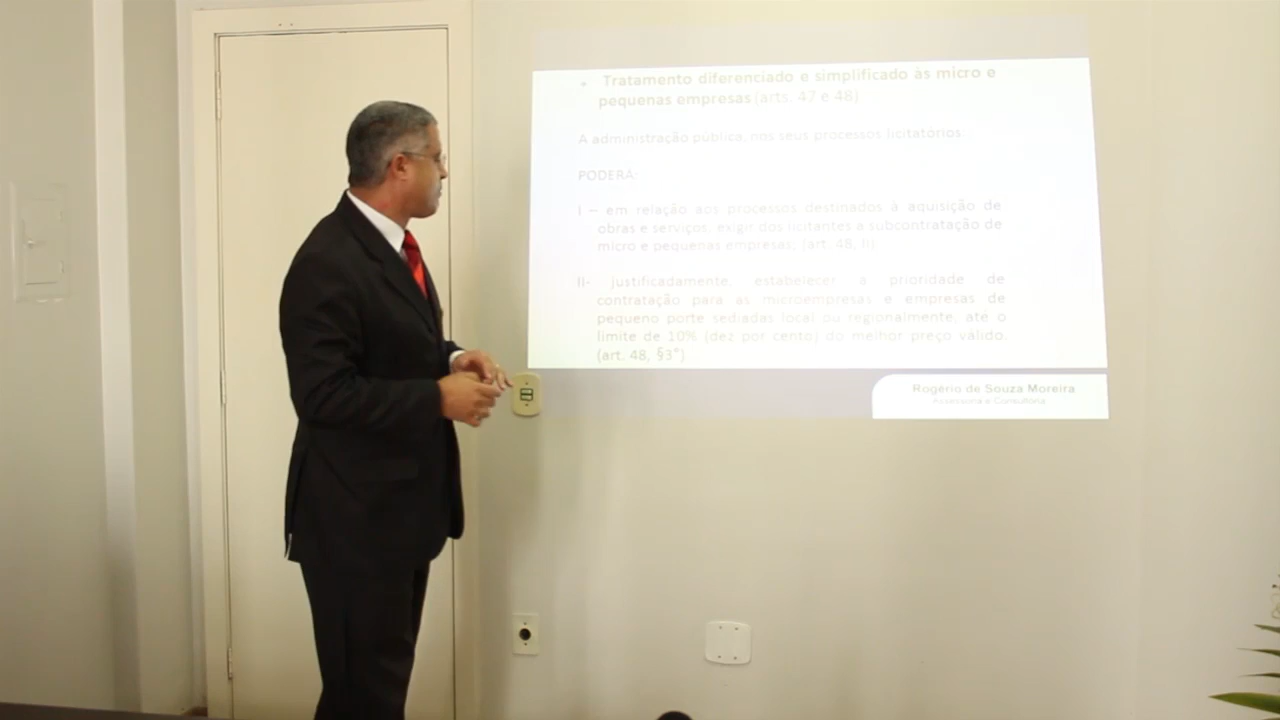 • Tratamento diferenciado e simplificado às micro e
pequenas empresas (arts. 47 e 48)
A administração pública, nos seus processos licitatórios
PODERÁ:
I – em relação aos processos destinados à aquisição de
obras e serviços, exigir dos licitantes a subcontratação de
micro e pequenas empresas; (art. 48, II)
II- justificadamente, estabelecer a prioridade de
contratação para as microempresas e empresas de
pequeno porte sediadas local ou regionalmente, até o
limite de 10% (dez por cento) do melhor preço válido.
(art. 48, §3°)
Rogério de Souza Moreira
Assessoria e Consultoria